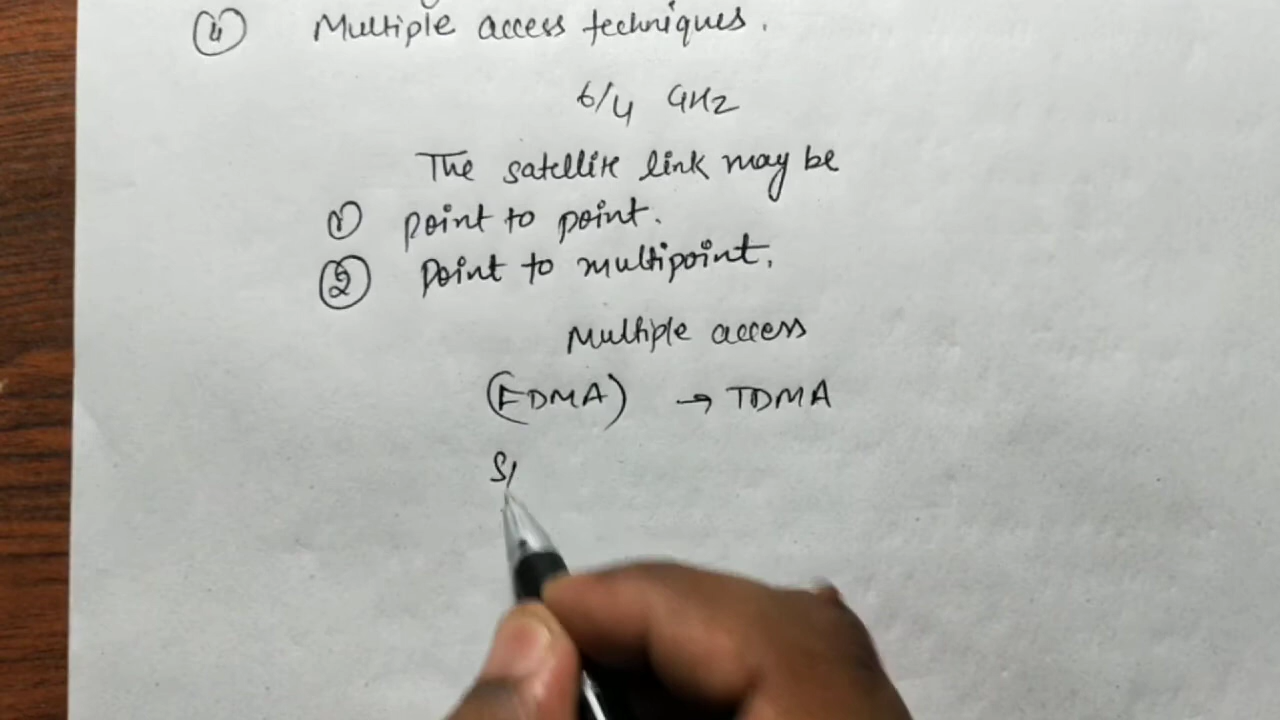 ④ Multiple access techniques.
6/4 GHz
The satellite link may be
① point to point.
② Point to multipoint.
Multiple access
(FDMA) → TDMA
S/